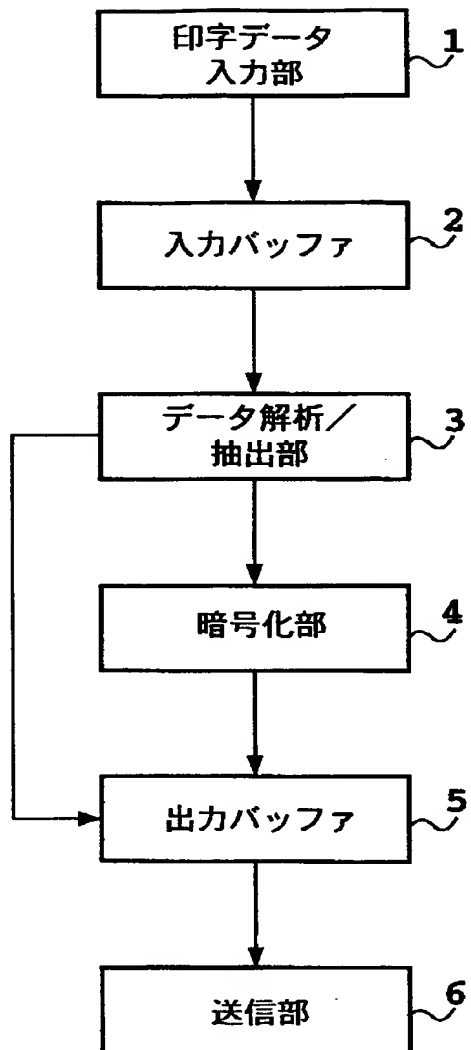 印字データ
入力部
1
入力バッファ
2
データ解析／
抽出部
3
暗号化部
4
出力バッファ
5
送信部
6